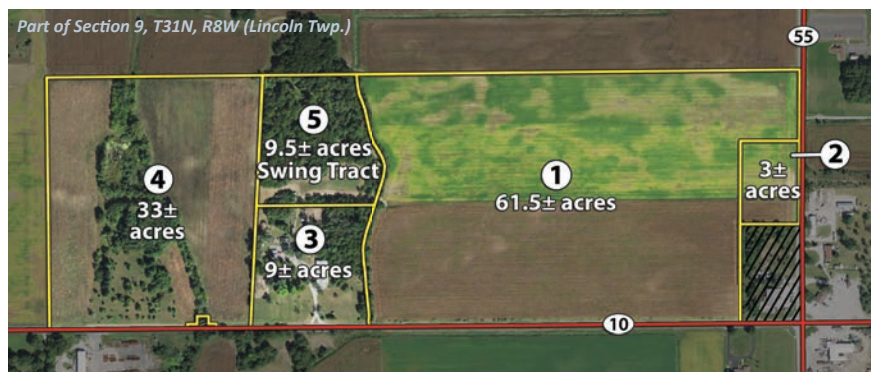 Part of Section 9, T31N, R8W (Lincoln Twp.)
55
5
9.5± acres
Swing Tract
4
33±
acres
3
9± acres
1
61.5± acres
2
3±
acres
10